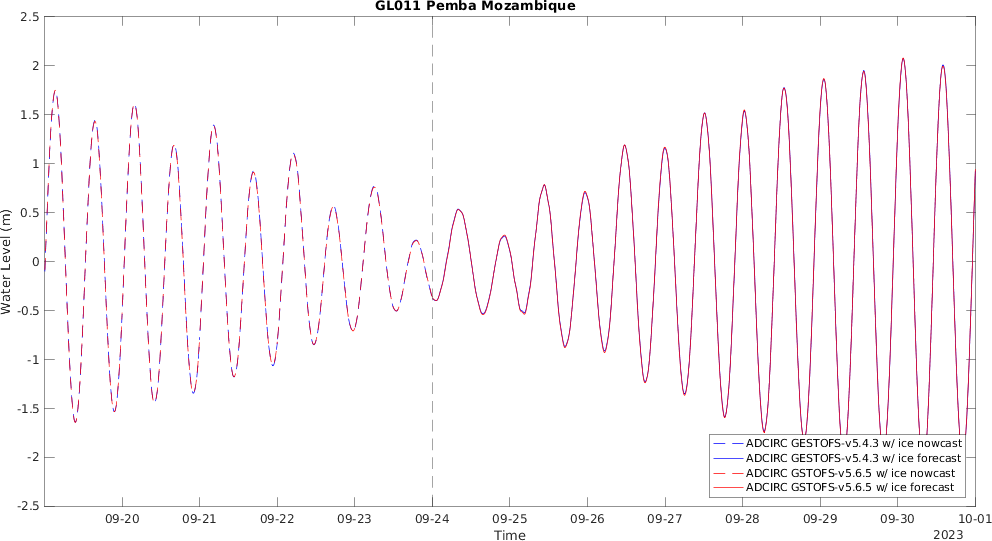 GL011 Pemba Mozambique
2.5
2
1.5
1
0.5
0
-0.5
-1
-1.5
-2
-2.5
Water Level (m)
ADCIRC GESTOFS-v5.4.3 w/ ice nowcast
ADCIRC GESTOFS-v5.4.3 w/ ice forecast
ADCIRC GSTOFS-v5.6.5 w/ ice nowcast
ADCIRC GSTOFS-v5.6.5 w/ ice forecast
09-20 09-21 09-22 09-23 09-24 09-25 09-26 09-27 09-28 09-29 09-30 10-01
Time
2023